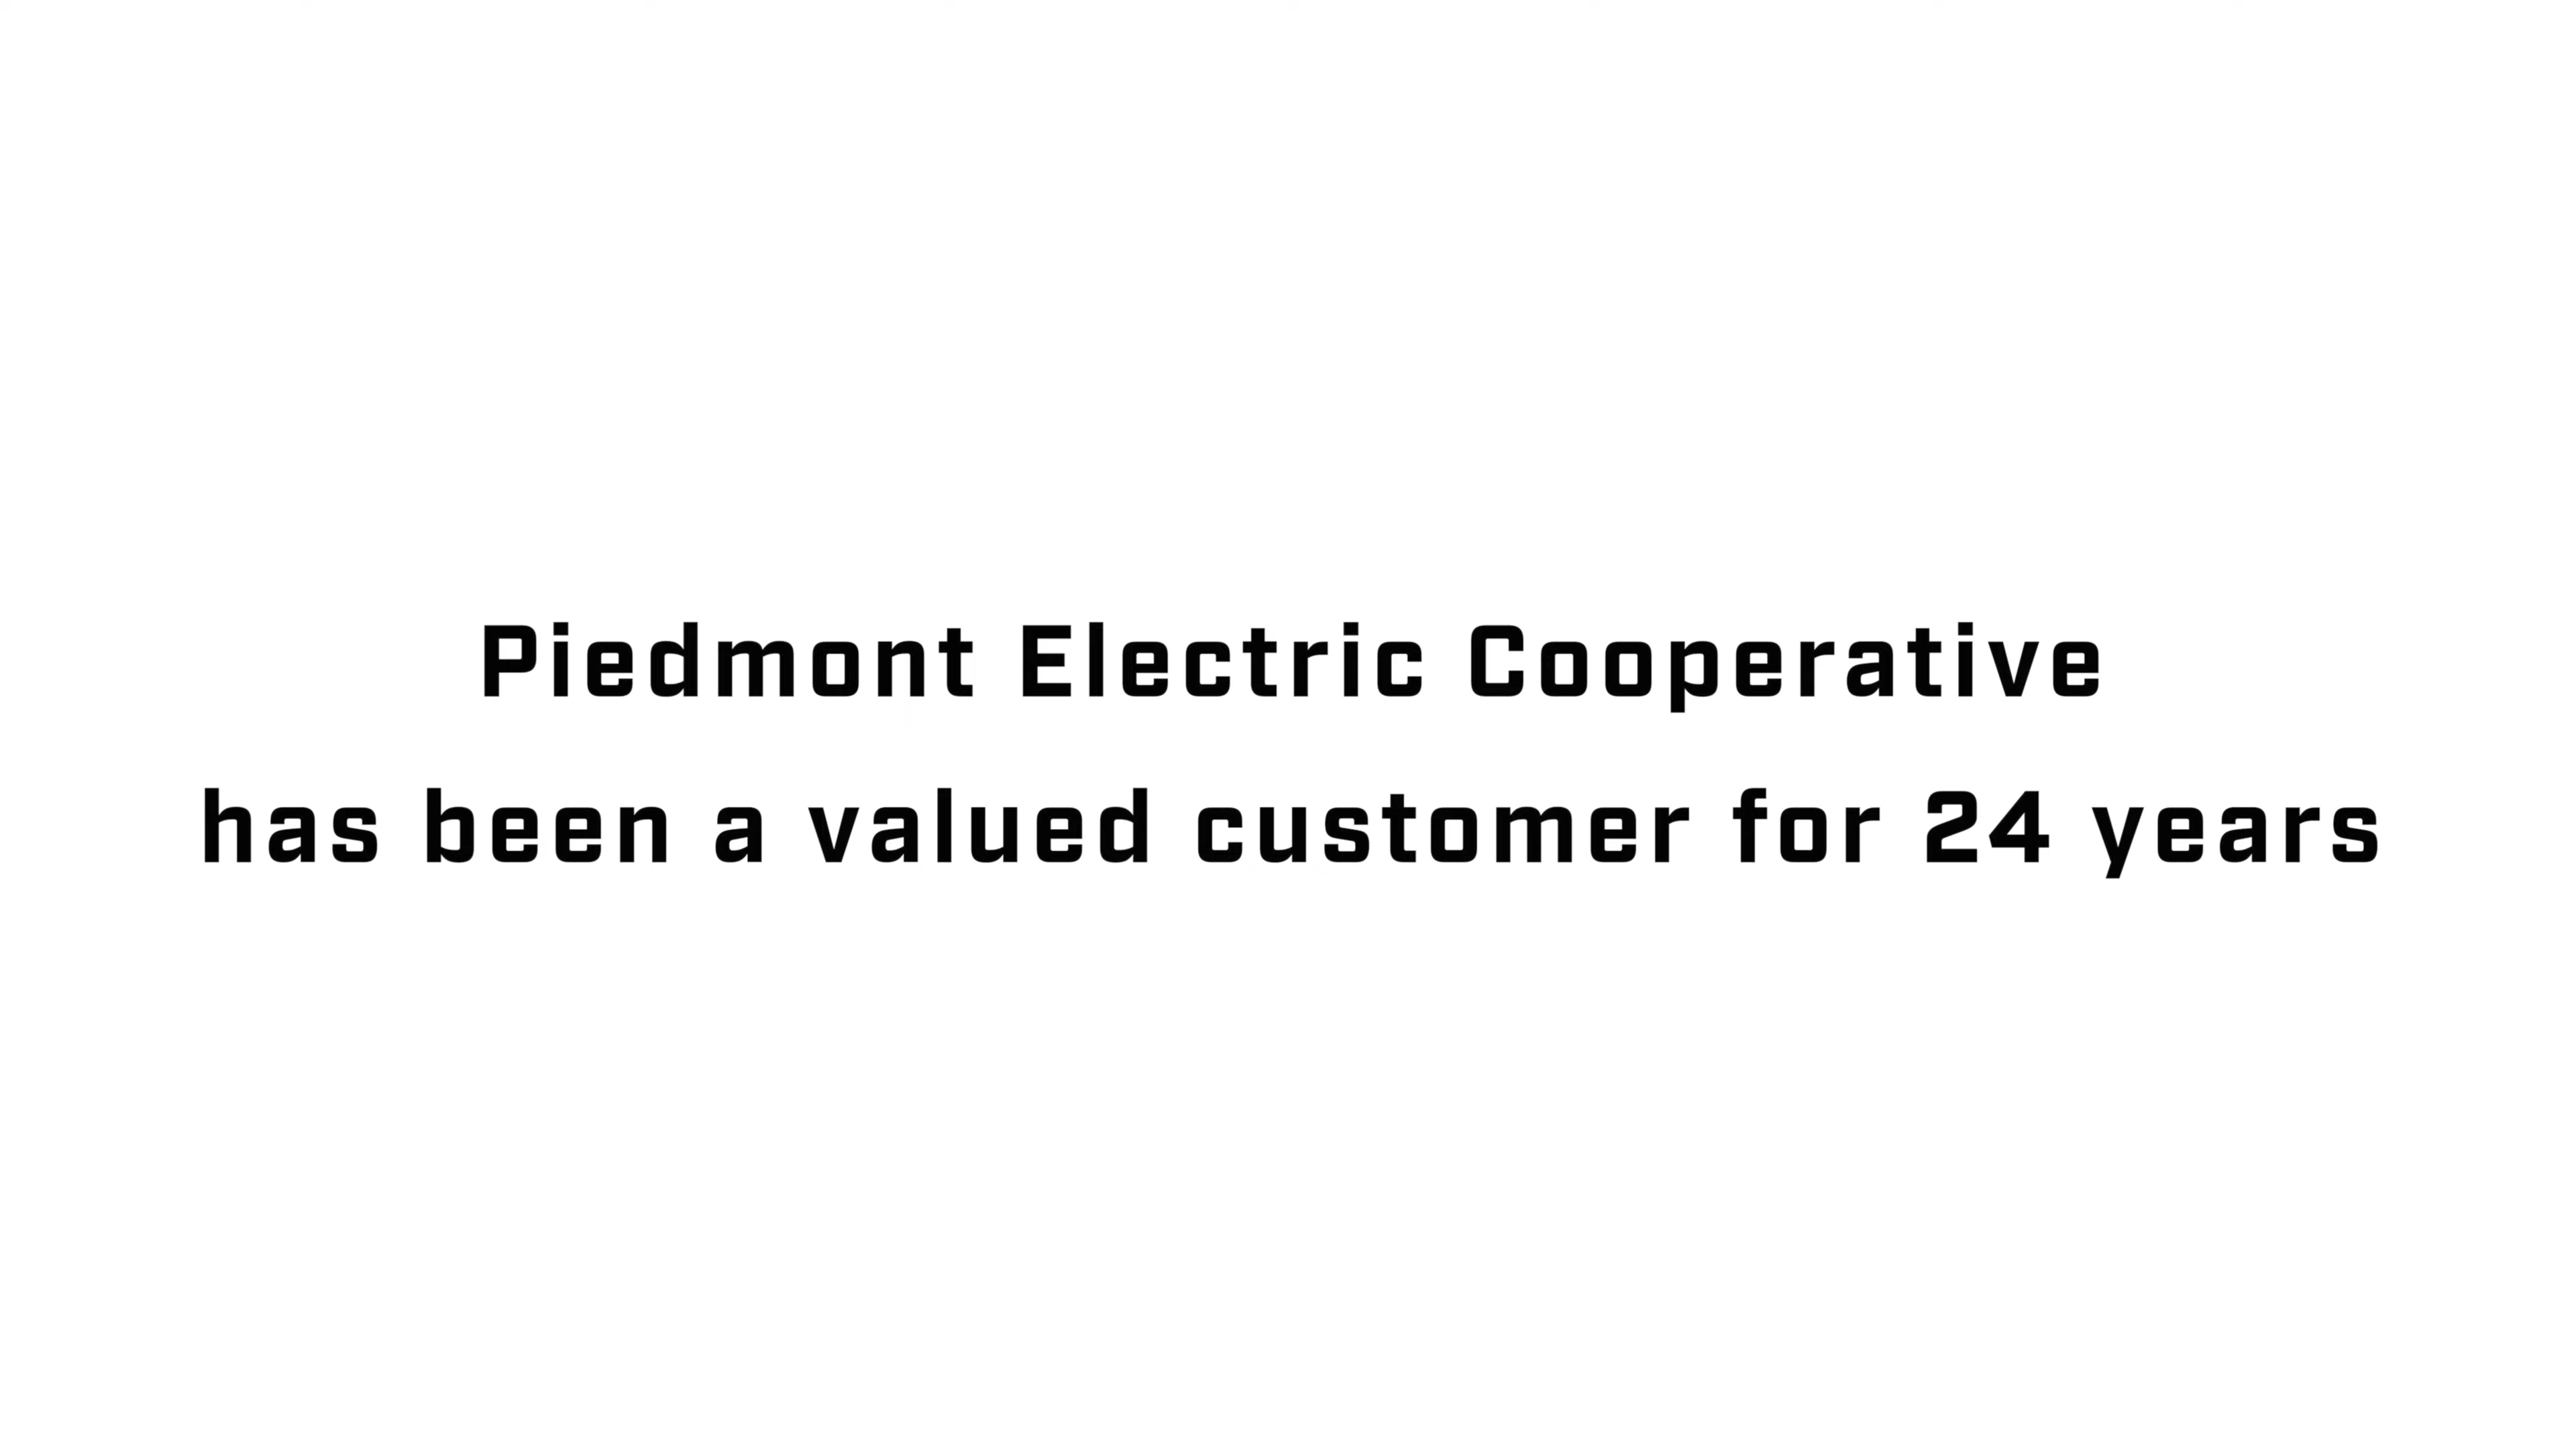 Piedmont Electric Cooperative
has been a valued customer for 24 years